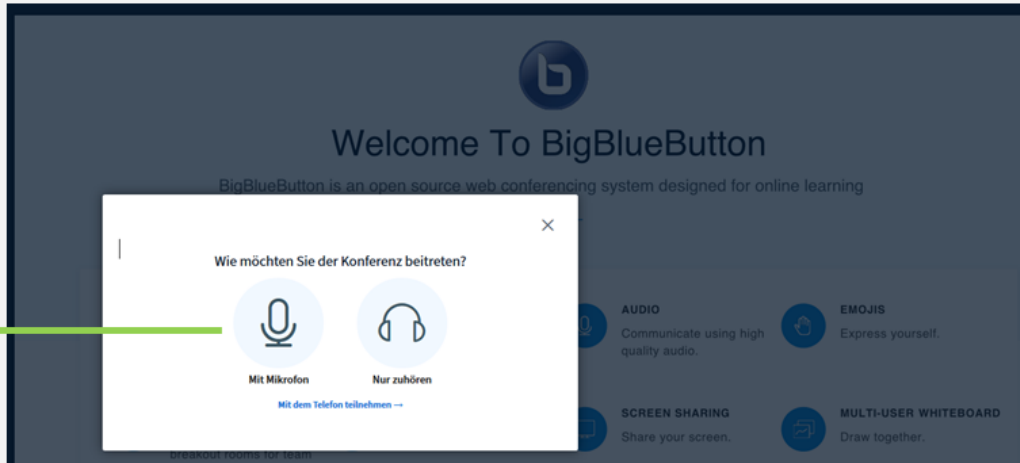 Welcome To BigBlueButton
BigBlueButton is an open source web conferencing system designed for online learning
Wie möchten Sie der Konferenz beitreten?
Mit Mikrofon
Nur zuhören
Mit dem Telefon teilnehmen →
AUDIO
Communicate using high
quality audio.
EMOJIS
Express yourself.
SCREEN SHARING
Share your screen.
MULTI-USER WHITEBOARD
Draw together.
breakout rooms for team